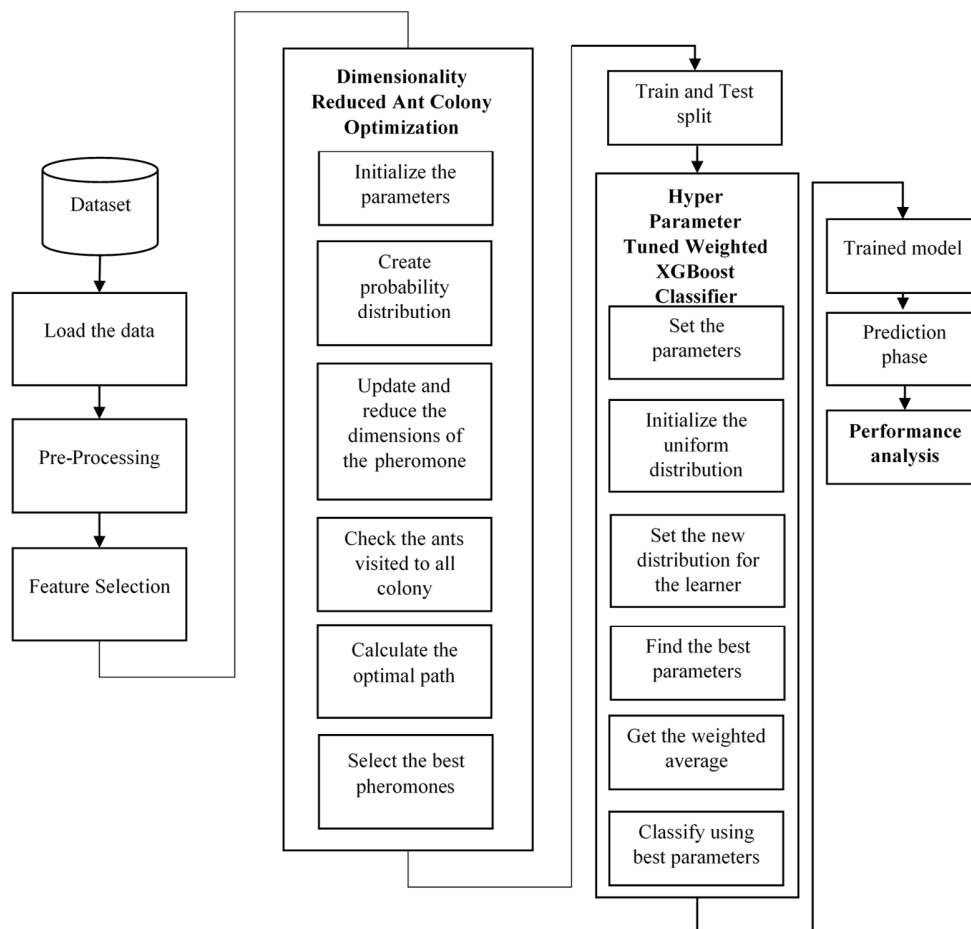 Dataset
Load the data
Pre-Processing
Feature Selection
Dimensionality
Reduced Ant Colony
Optimization
Initialize the
parameters
Create
probability
distribution
Update and
reduce the
dimensions of
the pheromone
Check the ants
visited to all
colony
Calculate the
optimal path
Select the best
pheromones
Train and Test
split
Hyper
Parameter
Tuned Weighted
XGBoost
Classifier
Set the
parameters
Initialize the
uniform
distribution
Set the new
distribution for
the learner
Find the best
parameters
Get the weighted
average
Classify using
best parameters
Trained model
Prediction
phase
Performance
analysis